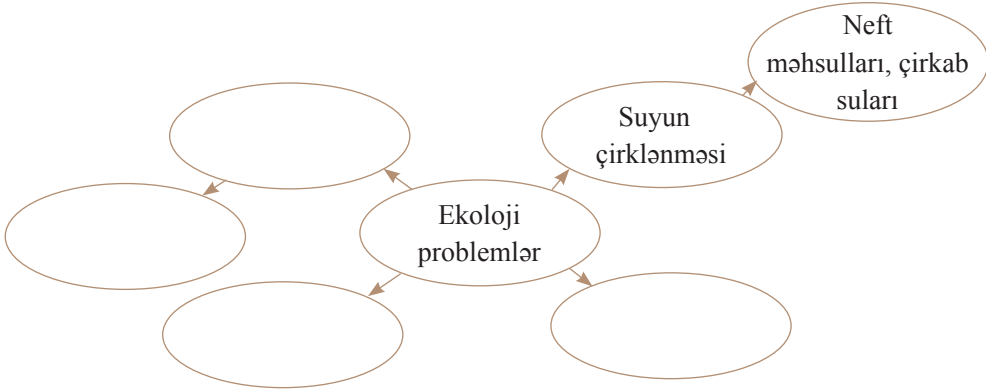 Neft
məhsulları, çirkab
suları
Suyun
çirklənməsi
Ekoloji
problemlər